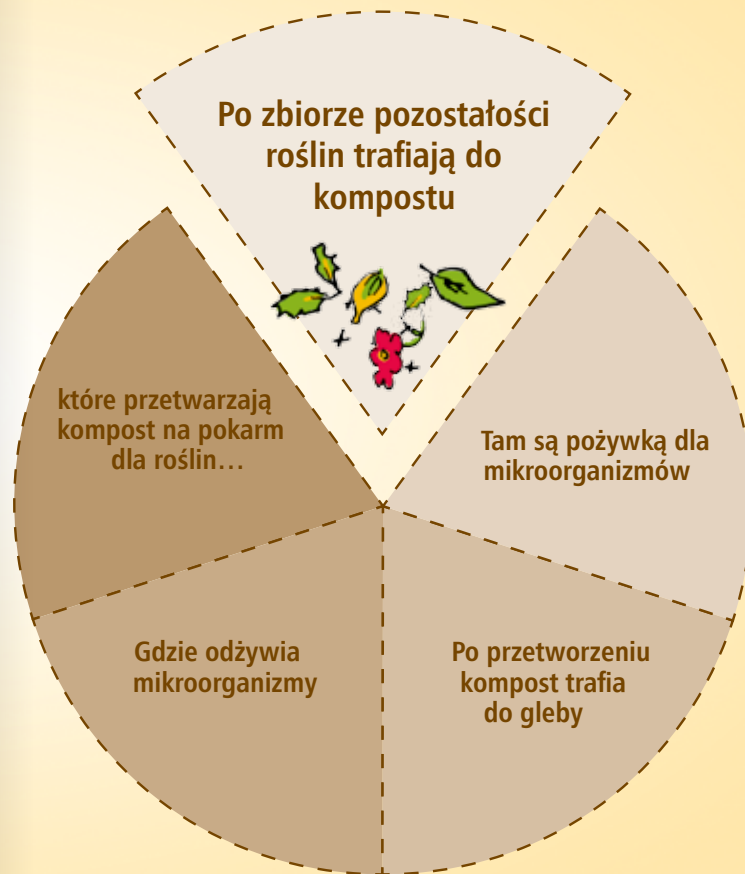 Po zbiorze pozostałości
roślin trafiają do
kompostu
Tam są pożywką dla
mikroorganizmów
Po przetworzeniu
kompost trafia
do gleby
Gdzie odżywia
mikroorganizmy
które przetwarzają
kompost na pokarm
dla roślin…